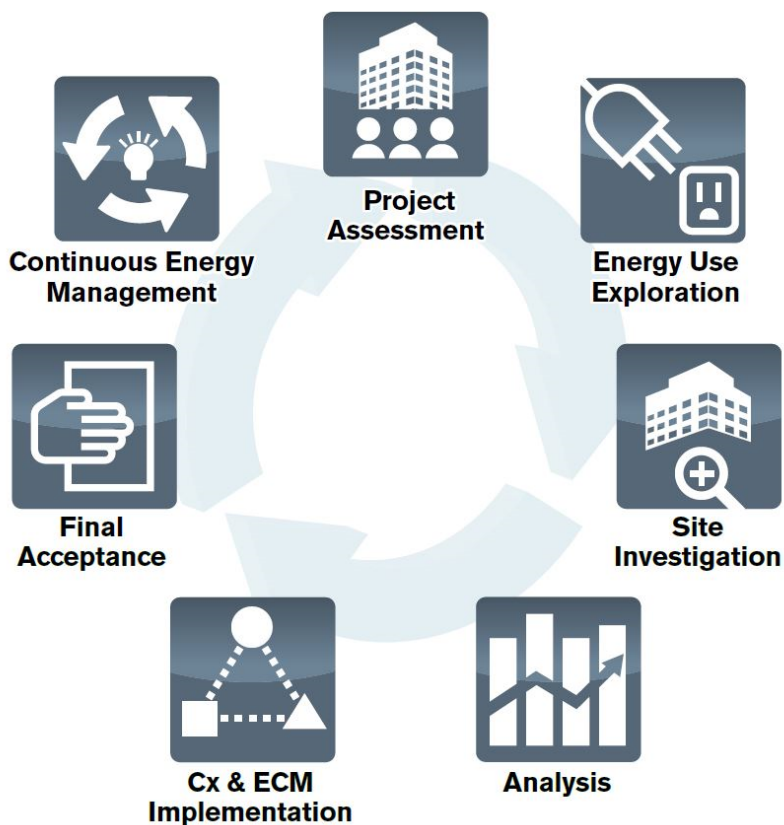 Project
Assessment
Energy Use
Exploration
Site
Investigation
Analysis
Cx & ECM
Implementation
Final
Acceptance
Continuous Energy
Management